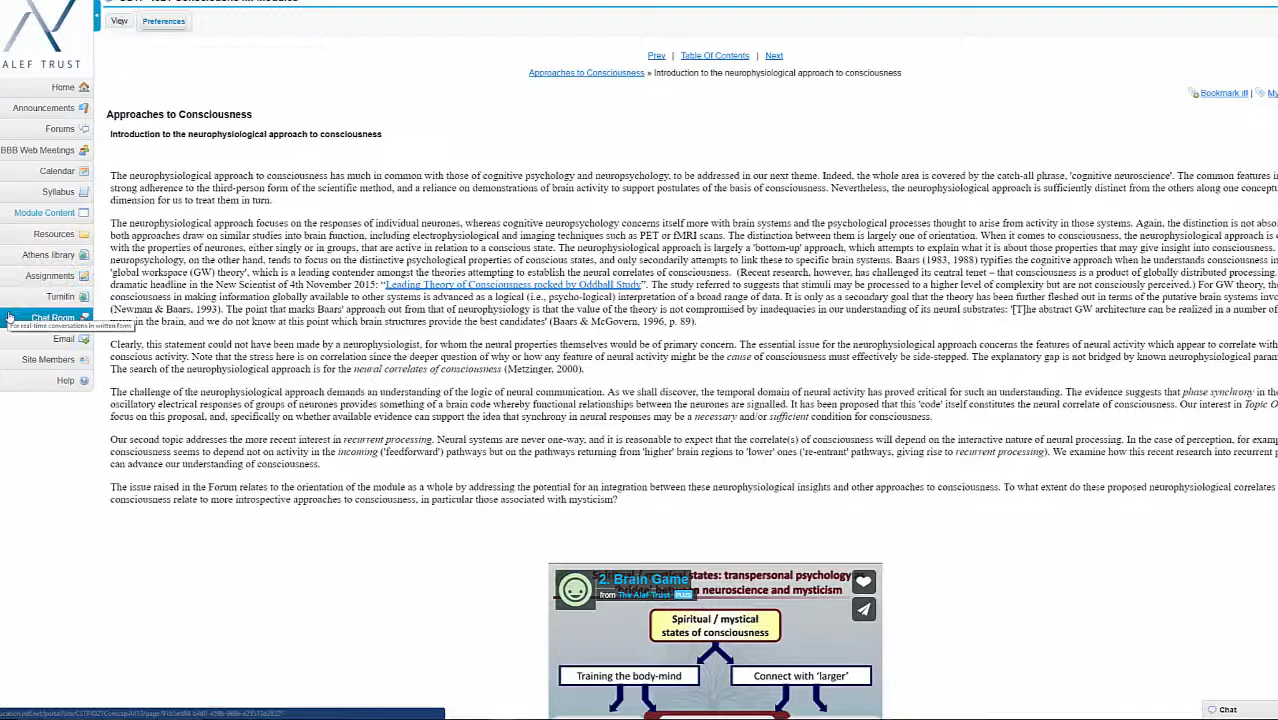 View
Preferences
ALEF TRUST
Home
Announcements
Forums
BBB Web Meetings
Calendar
Syllabus
Module Content
Resources
Athens library
Assignments
Turnitin
Chat Room
For real-time conversations in written form
Email
Site Members
Help
Prev | Table Of Contents | Next
Approaches to Consciousness » Introduction to the neurophysiological approach to consciousness
Bookmark it! | My
Approaches to Consciousness
Introduction to the neurophysiological approach to consciousness
The neurophysiological approach to consciousness has much in common with those of cognitive psychology and neuropsychology, to be addressed in our next theme. Indeed, the whole area is covered by the catch-all phrase, 'cognitive neuroscience'. The common features in
strong adherence to the third-person form of the scientific method, and a reliance on demonstrations of brain activity to support postulates of the basis of consciousness. Nevertheless, the neurophysiological approach is sufficiently distinct from the others along one conceptu
dimension for us to treat them in turn.
The neurophysiological approach focuses on the responses of individual neurones, whereas cognitive neuropsychology concerns itself more with brain systems and the psychological processes thought to arise from activity in those systems. Again, the distinction is not abso
both approaches draw on similar studies into brain function, including electrophysiological and imaging techniques such as PET or fMRI scans. The distinction between them is largely one of orientation. When it comes to consciousness, the neurophysiological approach is
with the properties of neurones, either singly or in groups, that are active in relation to a conscious state. The neurophysiological approach is largely a 'bottom-up' approach, which attempts to explain what it is about those properties that may give insight into consciousness.
neuropsychology, on the other hand, tends to focus on the distinctive psychological properties of conscious states, and only secondarily attempts to link these to specific brain systems. Baars (1983, 1988) typifies the cognitive approach when he understands consciousness in
'global workspace (GW) theory', which is a leading contender amongst the theories attempting to establish the neural correlates of consciousness. (Recent research, however, has challenged its central tenet – that consciousness is a product of globally distributed processing.
dramatic headline in the New Scientist of 4th November 2015: “Leading Theory of Consciousness rocked by Oddball Study”. The study referred to suggests that stimuli may be processed to a higher level of complexity but are not consciously perceived.) For GW theory, the
consciousness in making information globally available to other systems is advanced as a logical (i.e., psycho-logical) interpretation of a broad range of data. It is only as a secondary goal that the theory has been further fleshed out in terms of the putative brain systems invo
(Newman & Baars, 1993). The point that marks Baars' approach out from that of neurophysiology is that the value of the theory is not compromised by inadequacies in our understanding of its neural substrates: '[T]he abstract GW architecture can be realized in a number of
in the brain, and we do not know at this point which brain structures provide the best candidates' (Baars & McGovern, 1996, p. 89).
Clearly, this statement could not have been made by a neurophysiologist, for whom the neural properties themselves would be of primary concern. The essential issue for the neurophysiological approach concerns the features of neural activity which appear to correlate with
conscious activity. Note that the stress here is on correlation since the deeper question of why or how any feature of neural activity might be the cause of consciousness must effectively be side-stepped. The explanatory gap is not bridged by known neurophysiological param
The search of the neurophysiological approach is for the neural correlates of consciousness (Metzinger, 2000).
The challenge of the neurophysiological approach demands an understanding of the logic of neural communication. As we shall discover, the temporal domain of neural activity has proved critical for such an understanding. The evidence suggests that phase synchrony in the
oscillatory electrical responses of groups of neurones provides something of a brain code whereby functional relationships between the neurones are signalled. It has been proposed that this 'code' itself constitutes the neural correlate of consciousness. Our interest in Topic O
focus on this proposal, and, specifically on whether available evidence can support the idea that synchrony in neural responses may be a necessary and/or sufficient condition for consciousness.
Our second topic addresses the more recent interest in recurrent processing. Neural systems are never one-way, and it is reasonable to expect that the correlate(s) of consciousness will depend on the interactive nature of neural processing. In the case of perception, for examp
consciousness seems to depend not on activity in the incoming ('feedforward') pathways but on the pathways returning from 'higher' brain regions to 'lower' ones ('re-entrant' pathways, giving rise to recurrent processing). We examine how this recent research into recurrent p
can advance our understanding of consciousness.
The issue raised in the Forum relates to the orientation of the module as a whole by addressing the potential for an integration between these neurophysiological insights and other approaches to consciousness. To what extent do these proposed neurophysiological correlates
consciousness relate to more introspective approaches to consciousness, in particular those associated with mysticism?
2. Brain Game
from The Alef Trust PLUS
states: transpersonal psychology
neuroscience and mysticism
Spiritual / mystical
states of consciousness
Training the body-mind
Connect with ‘larger’
Chat